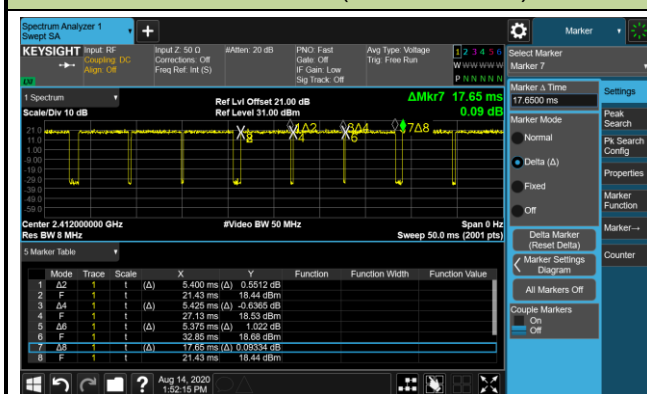 Spectrum Analyzer 1
Swept SA
+
Marker
KEYSIGHT Input: RF
Coupling: DC
Align: Off
Input Z: 50 Ω
Corrections: Off
Freq Ref: Int (S)
#Atten: 20 dB
PNO: Fast
Gate: Off
IF Gain: Low
Sig Track: Off
Avg Type: Voltage
Trig: Free Run
1 2 3 4 5 6
W W W W W W
P N N N N N
LXI
Select Marker
Marker 7
1 Spectrum
Scale/Div 10 dB
Ref Lvl Offset 21.00 dB
Ref Level 31.00 dBm
ΔMkr7 17.65 ms
0.09 dB
21.0
11.0
1.00
-9.00
-19.0
-29.0
-39.0
-49.0
-59.0
1Δ2
7Δ8
Center 2.412000000 GHz
Res BW 8 MHz
#Video BW 50 MHz
Span 0 Hz
Sweep 50.0 ms (2001 pts)
5 Marker Table
Mode Trace Scale X Y Function Function Width Function Value
1 Δ2 1 t (Δ) 5.400 ms (Δ) 0.5512 dB
2 F 1 t 21.43 ms 18.44 dBm
3 Δ4 1 t (Δ) 5.425 ms (Δ) -0.6365 dB
4 F 1 t 27.13 ms 18.53 dBm
5 Δ6 1 t (Δ) 5.375 ms (Δ) 1.022 dB
6 F 1 t 32.85 ms 18.68 dBm
7 Δ8 1 t (Δ) 17.65 ms (Δ) 0.09334 dB
8 F 1 t 21.43 ms 18.44 dBm
Marker Δ Time
17.6500 ms
Marker Mode
Normal
Delta (Δ)
Fixed
Off
Delta Marker
(Reset Delta)
Marker Settings
Diagram
All Markers Off
Couple Markers
On
Off
Settings
Peak
Search
Pk Search
Config
Properties
Marker
Function
Marker→
Counter
?
Aug 14, 2020
1:52:15 PM